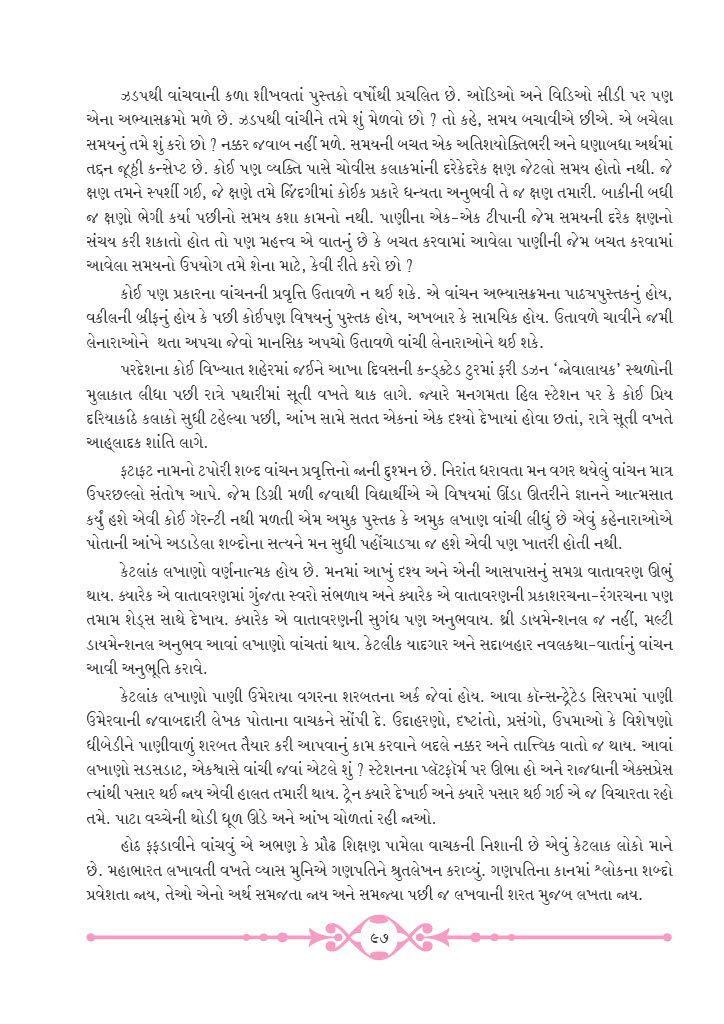 ઝડપથી વાંચવાની કળા શીખવતાં પુસ્તકો વર્ષોથી પ્રચલિત છે. ઑડિઓ અને વિડિઓ સીડી પર પણ
એના અભ્યાસક્રમો મળે છે. ઝડપથી વાંચીને તમે શું મેળવો છો ? તો કહે, સમય બચાવીએ છીએ. એ બચેલા
સમયનું તમે શું કરો છો ? નક્કર જવાબ નહીં મળે. સમયની બચત એક અતિશયોક્તિભરી અને ઘણાબધા અર્થમાં
તદ્દન જૂઠ્ઠી કન્સેપ્ટ છે. કોઈ પણ વ્યક્તિ પાસે ચોવીસ કલાકમાંની દરેકેદરેક ક્ષણ જેટલો સમય હોતો નથી. જે
ક્ષણ તમને સ્પર્શી ગઈ, જે ક્ષણે તમે જિંદગીમાં કોઈક પ્રકારે ધન્યતા અનુભવી તે જ ક્ષણ તમારી. બાકીની બધી
જ ક્ષણો ભેગી કર્યા પછીનો સમય કશા કામનો નથી. પાણીના એક-એક ટીપાની જેમ સમયની દરેક ક્ષણનો
સંચય કરી શકાતો હોત તો પણ મહત્ત્વ એ વાતનું છે કે બચત કરવામાં આવેલા પાણીની જેમ બચત કરવામાં
આવેલા સમયનો ઉપયોગ તમે શેના માટે, કેવી રીતે કરો છો ?
કોઈ પણ પ્રકારના વાંચનની પ્રવૃત્તિ ઉતાવળે ન થઈ શકે. એ વાંચન અભ્યાસક્રમના પાઠ્યપુસ્તકનું હોય,
વકીલની બ્રીફનું હોય કે પછી કોઈપણ વિષયનું પુસ્તક હોય, અખબાર કે સામયિક હોય. ઉતાવળે ચાવીને જમી
લેનારાઓને થતા અપચા જેવો માનસિક અપચો ઉતાવળે વાંચી લેનારાઓને થઈ શકે.
પરદેશના કોઈ વિખ્યાત શહેરમાં જઈને આખા દિવસની કન્ડ્ક્ટેડ ટુરમાં ફરી ડઝન ‘જોવાલાયક’ સ્થળોની
મુલાકાત લીધા પછી રાત્રે પથારીમાં સૂતી વખતે થાક લાગે. જ્યારે મનગમતા હિલ સ્ટેશન પર કે કોઈ પ્રિય
દરિયાકાંઠે કલાકો સુધી ટહેલ્યા પછી, આંખ સામે સતત એકનાં એક દશ્યો દેખાયાં હોવા છતાં, રાત્રે સૂતી વખતે
આહ્લાદક શાંતિ લાગે.
ફટાફટ નામનો ટપોરી શબ્દ વાંચન પ્રવૃત્તિનો જાની દુશ્મન છે. નિરાંત ધરાવતા મન વગર થયેલું વાંચન માત્ર
ઉપરછલ્લો સંતોષ આપે. જેમ ડિગ્રી મળી જવાથી વિદ્યાર્થીએ એ વિષયમાં ઊંડા ઊતરીને જ્ઞાનને આત્મસાત
કર્યું હશે એવી કોઈ ગૅરન્ટી નથી મળતી એમ અમુક પુસ્તક કે અમુક લખાણ વાંચી લીધું છે એવું કહેનારાઓએ
પોતાની આંખે અડાડેલા શબ્દોના સત્યને મન સુધી પહોંચાડ્યા જ હશે એવી પણ ખાતરી હોતી નથી.
કેટલાંક લખાણો વર્ણનાત્મક હોય છે. મનમાં આખું દશ્ય અને એની આસપાસનું સમગ્ર વાતાવરણ ઊભું
થાય. ક્યારેક એ વાતાવરણમાં ગુંજતા સ્વરો સંભળાય અને ક્યારેક એ વાતાવરણની પ્રકાશરચના-રંગરચના પણ
તમામ શેડ્સ સાથે દેખાય. ક્યારેક એ વાતાવરણની સુગંધ પણ અનુભવાય. થ્રી ડાયમેન્શનલ જ નહીં, મલ્ટી
ડાયમેન્શનલ અનુભવ આવાં લખાણો વાંચતાં થાય. કેટલીક યાદગાર અને સદાબહાર નવલકથા-વાર્તાનું વાંચન
આવી અનુભૂતિ કરાવે.
કેટલાંક લખાણો પાણી ઉમેરાયા વગરના શરબતના અર્ક જેવાં હોય. આવા કૉન્સન્ટ્રેટેડ સિરપમાં પાણી
ઉમેરવાની જવાબદારી લેખક પોતાના વાચકને સોંપી દે. ઉદાહરણો, દષ્ટાંતો, પ્રસંગો, ઉપમાઓ કે વિશેષણો
ઘીબેડીને પાણીવાળું શરબત તૈયાર કરી આપવાનું કામ કરવાને બદલે નક્કર અને તાત્ત્વિક વાતો જ થાય. આવાં
લખાણો સડસડાટ, એકશ્વાસે વાંચી જવાં એટલે શું ? સ્ટેશનના પ્લૅટફૉર્મ પર ઊભા હો અને રાજધાની એક્સપ્રેસ
ત્યાંથી પસાર થઈ જાય એવી હાલત તમારી થાય. ટ્રેન ક્યારે દેખાઈ અને ક્યારે પસાર થઈ ગઈ એ જ વિચારતા રહો
તમે. પાટા વચ્ચેની થોડી ધૂળ ઊડે અને આંખ ચોળતાં રહી જાઓ.
હોઠ ફફડાવીને વાંચવું એ અભણ કે પ્રૌઢ શિક્ષણ પામેલા વાચકની નિશાની છે એવું કેટલાક લોકો માને
છે. મહાભારત લખાવતી વખતે વ્યાસ મુનિએ ગણપતિને શ્રુતલેખન કરાવ્યું. ગણપતિના કાનમાં શ્લોકના શબ્દો
પ્રવેશતા જાય, તેઓ એનો અર્થ સમજતા જાય અને સમજ્યા પછી જ લખવાની શરત મુજબ લખતા જાય.
૯૭